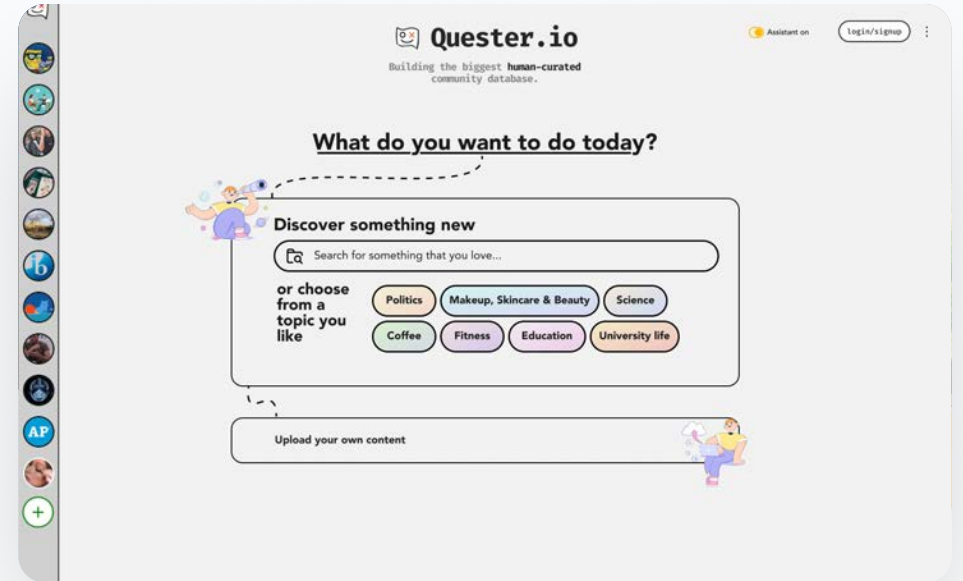 Quester.io
Building the biggest human-curated
community database.
Assistant on
login/signup
What do you want to do today?
Discover something new
Search for something that you love...
or choose
from a
topic you
like
Politics
Makeup, Skincare & Beauty
Science
Coffee
Fitness
Education
University life
Upload your own content
b
AP
+